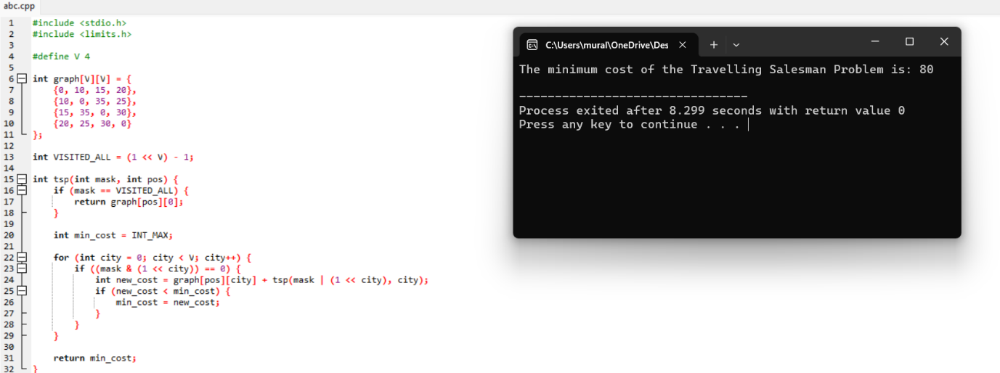 abc.cpp
1 #include <stdio.h>
2 #include <limits.h>
3
4 #define V 4
5
6 int graph[V][V] = {
7 {0, 10, 15, 20},
8 {10, 0, 35, 25},
9 {15, 35, 0, 30},
10 {20, 25, 30, 0}
11 };
12
13 int VISITED_ALL = (1 << V) - 1;
14
15 int tsp(int mask, int pos) {
16 if (mask == VISITED_ALL) {
17 return graph[pos][0];
18 }
19
20 int min_cost = INT_MAX;
21
22 for (int city = 0; city < V; city++) {
23 if ((mask & (1 << city)) == 0) {
24 int new_cost = graph[pos][city] + tsp(mask | (1 << city), city);
25 if (new_cost < min_cost) {
26 min_cost = new_cost;
27 }
28 }
29 }
30
31 return min_cost;
32 }
C:\Users\mural\OneDrive\Des
The minimum cost of the Travelling Salesman Problem is: 80
--------------------------------
Process exited after 8.299 seconds with return value 0
Press any key to continue . . .